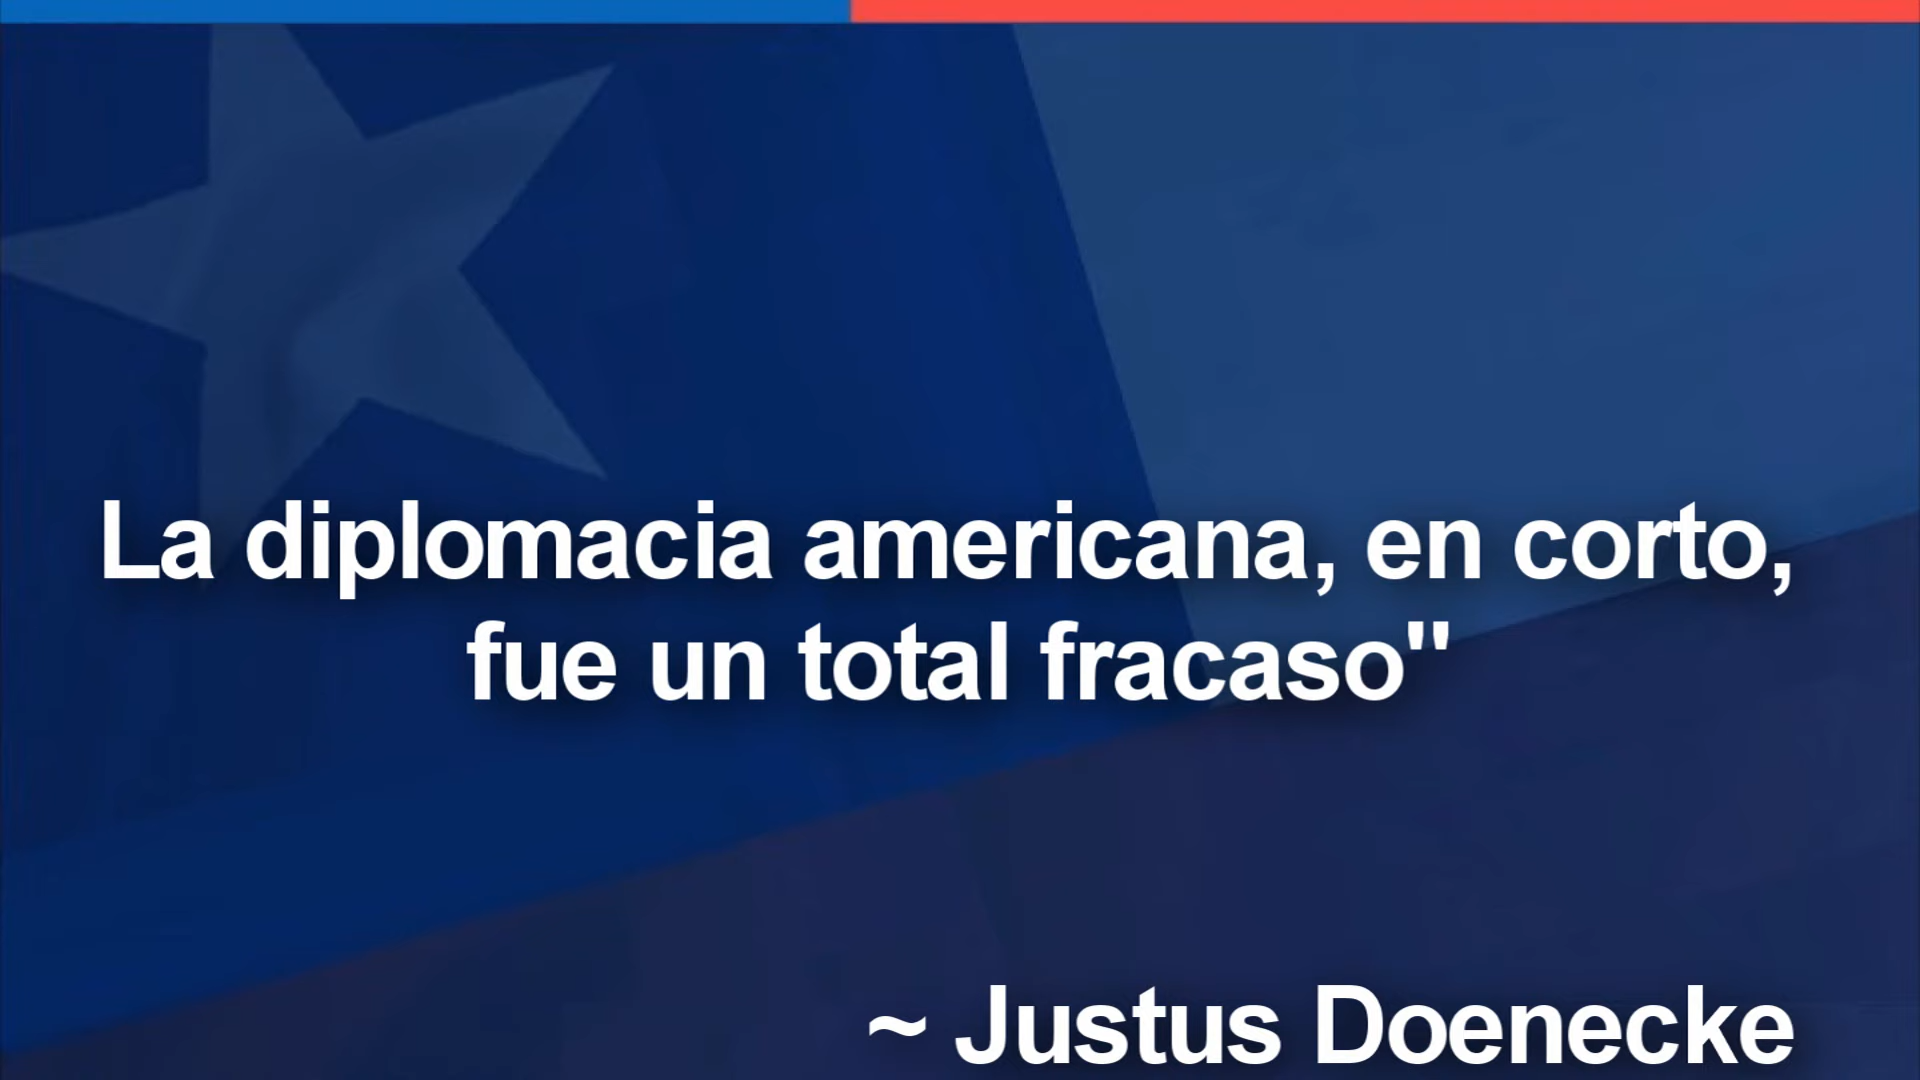 La diplomacia americana, en corto,
fue un total fracaso"
~ Justus Doenecke